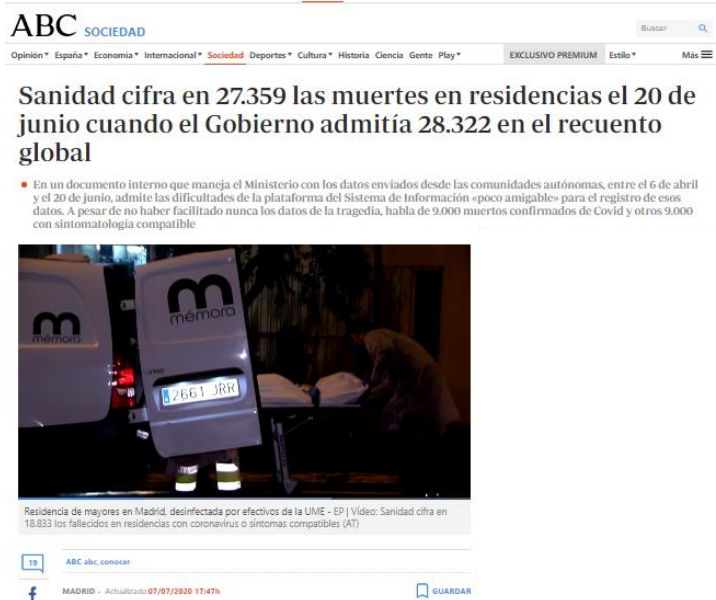 ABC SOCIEDAD
Buscar
Opinión España Economía Internacional Sociedad Deportes Cultura Historia Ciencia Gente Play EXCLUSIVO PREMIUM Estilo Más
Sanidad cifra en 27.359 las muertes en residencias el 20 de
junio cuando el Gobierno admitía 28.322 en el recuento
global
En un documento interno que maneja el Ministerio con los datos enviados desde las comunidades autónomas, entre el 6 de abril
y el 20 de junio, admite las dificultades de la plataforma del Sistema de Información «poco amigable» para el registro de esos
datos. A pesar de no haber facilitado nunca los datos de la tragedia, habla de 9.000 muertos confirmados de Covid y otros 9.000
con sintomatología compatible
m
mémora
m
mémora
2661 JRR
Residencia de mayores en Madrid, desinfectada por efectivos de la UME - EP | Vídeo: Sanidad cifra en
18.833 los fallecidos en residencias con coronavirus o síntomas compatibles (AT)
19
ABC abc_conocer
MADRID - Actualizado:07/07/2020 17:47h
GUARDAR